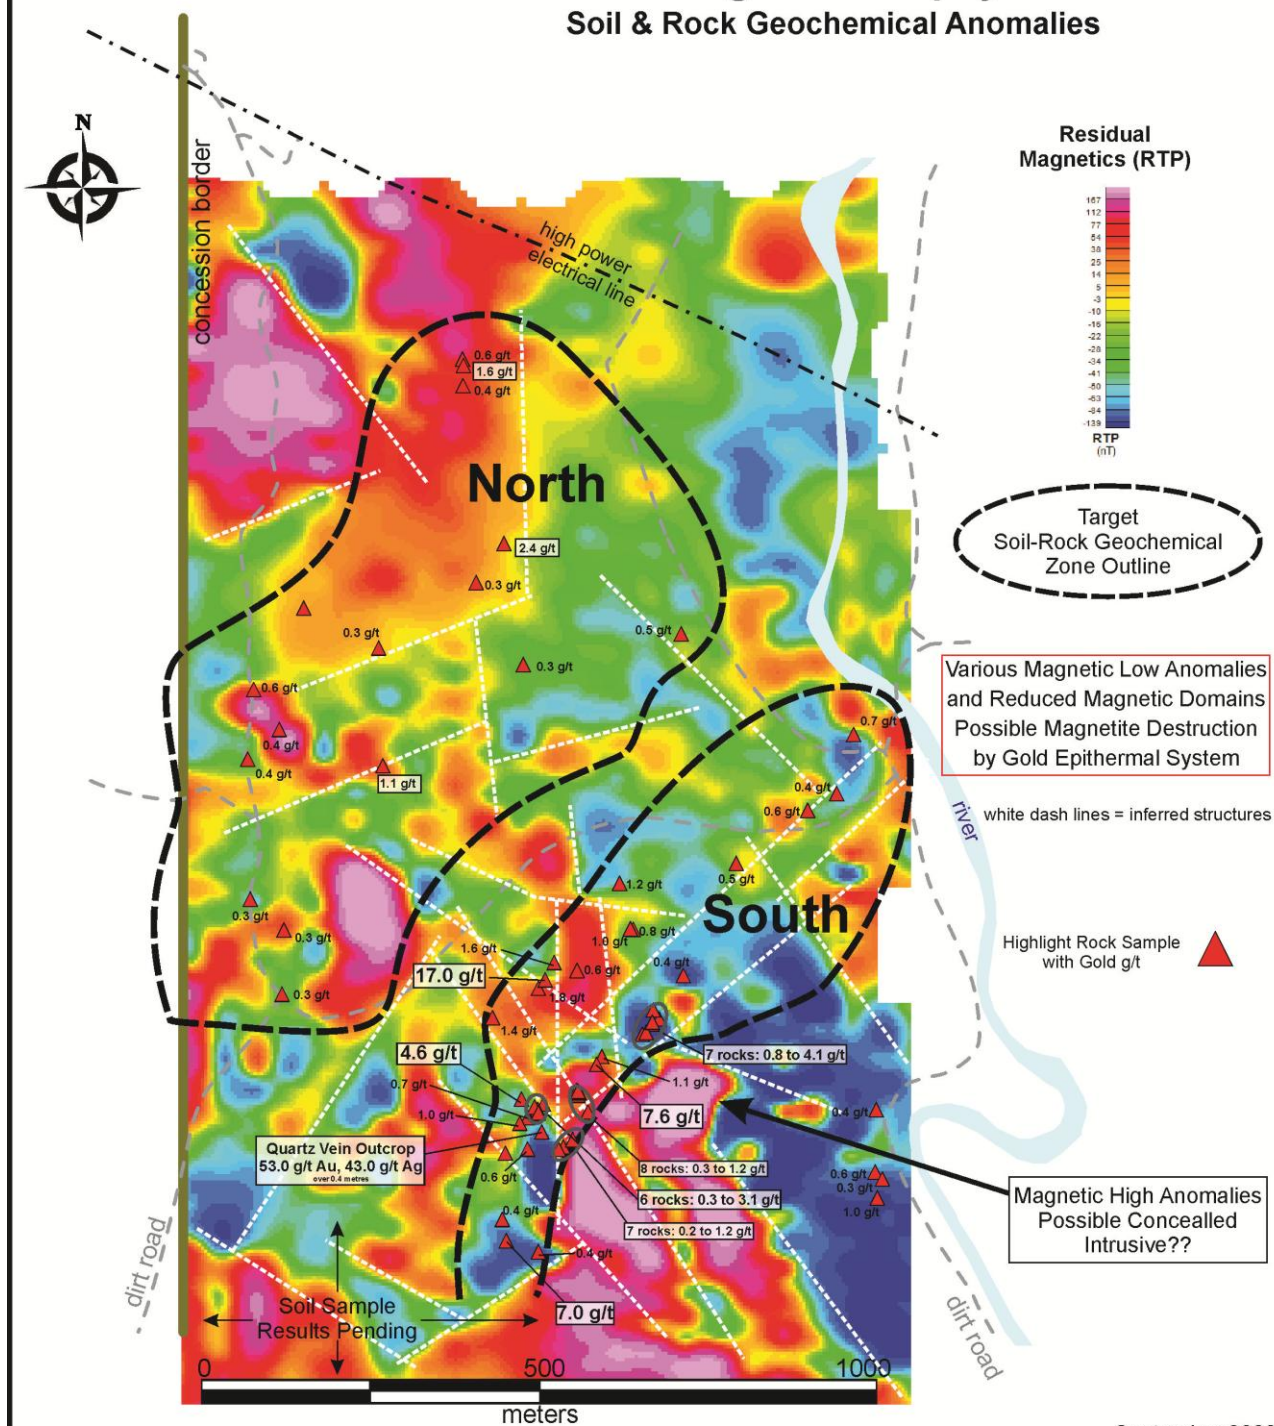 Soil & Rock Geochemical Anomalies
N
concession border
high power
electrical line
Residual
Magnetics (RTP)
167
112
77
54
38
25
14
5
-3
-10
-15
-22
-28
-34
-41
-50
-63
-84
-139
RTP
(nT)
0.6 g/t
1.6 g/t
0.4 g/t
North
Target
Soil-Rock Geochemical
Zone Outline
2.4 g/t
0.3 g/t
0.3 g/t
0.5 g/t
0.3 g/t
0.6 g/t
0.4 g/t
0.4 g/t
1.1 g/t
Various Magnetic Low Anomalies
and Reduced Magnetic Domains
Possible Magnetite Destruction
by Gold Epithermal System
0.7 g/t
0.4 g/t
0.6 g/t
river
white dash lines = inferred structures
0.5 g/t
1.2 g/t
South
0.3 g/t
0.3 g/t
0.3 g/t
1.0 g/t
0.8 g/t
1.6 g/t
17.0 g/t
0.6 g/t
0.4 g/t
1.8 g/t
1.4 g/t
Highlight Rock Sample
with Gold g/t
7 rocks: 0.8 to 4.1 g/t
4.6 g/t
1.1 g/t
0.7 g/t
7.6 g/t
1.0 g/t
0.4 g/t
Quartz Vein Outcrop
53.0 g/t Au, 43.0 g/t Ag
over 0.4 metres
0.6 g/t
8 rocks: 0.3 to 1.2 g/t
6 rocks: 0.3 to 3.1 g/t
7 rocks: 0.2 to 1.2 g/t
0.6 g/t
0.3 g/t
1.0 g/t
Magnetic High Anomalies
Possible Concealled
Intrusive??
0.4 g/t
0.4 g/t
7.0 g/t
dirt road
Soil Sample
Results Pending
dirt road
0
500
1000
meters